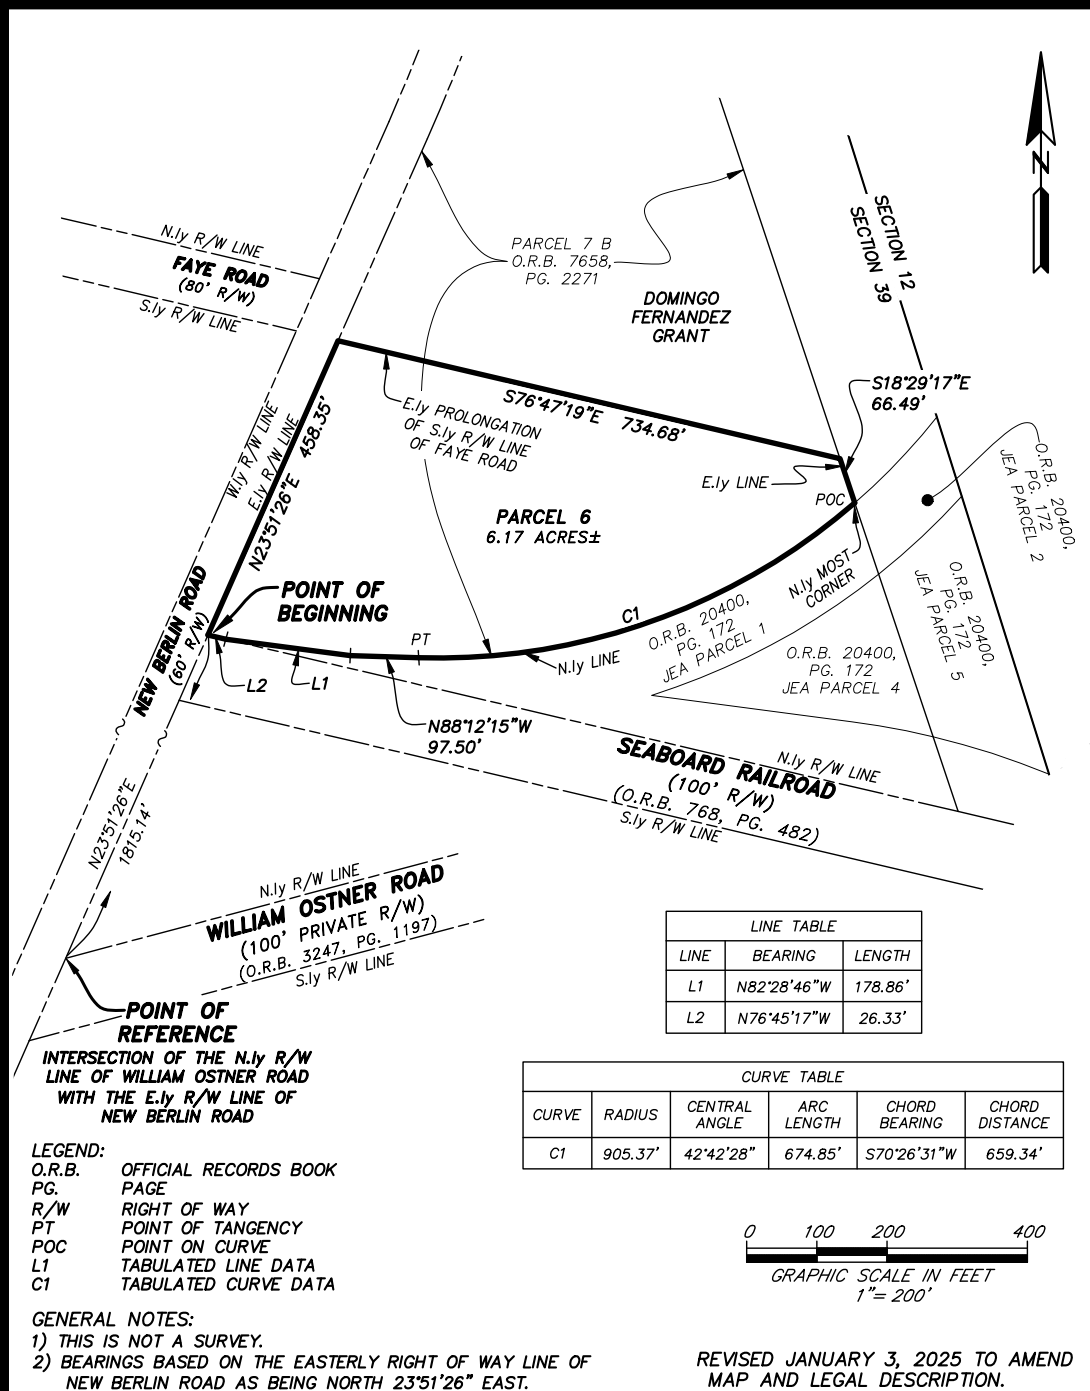 N
N.ly R/W LINE
FAYE ROAD
(80' R/W)
S.ly R/W LINE
PARCEL 7 B
O.R.B. 7658,
PG. 2271
DOMINGO
FERNANDEZ
GRANT
SECTION 12
SECTION 39
S18°29'17"E
66.49'
S76°47'19"E 734.68'
E.ly PROLONGATION
OF S.ly R/W LINE
OF FAYE ROAD
W.ly R/W LINE
E.ly R/W LINE
N23°51'26"E 458.35'
E.ly LINE
POC
PARCEL 6
6.17 ACRES±
N.ly MOST
CORNER
O.R.B. 20400,
PG. 172
JEA PARCEL 2
O.R.B. 20400,
PG. 172
JEA PARCEL 5
O.R.B. 20400,
PG. 172
JEA PARCEL 1
O.R.B. 20400,
PG. 172
JEA PARCEL 4
POINT OF
BEGINNING
NEW BERLIN ROAD
(60' R/W)
C1
PT
N.ly LINE
L2
L1
N88°12'15"W
97.50'
SEABOARD RAILROAD
(100' R/W)
(O.R.B. 768, PG. 482)
N.ly R/W LINE
S.ly R/W LINE
N23°51'26"E
1815.14'
N.ly R/W LINE
WILLIAM OSTNER ROAD
(100' PRIVATE R/W)
(O.R.B. 3247, PG. 1197)
S.ly R/W LINE
POINT OF
REFERENCE
INTERSECTION OF THE N.ly R/W
LINE OF WILLIAM OSTNER ROAD
WITH THE E.ly R/W LINE OF
NEW BERLIN ROAD
LINE TABLE
LINE BEARING LENGTH
L1 N82°28'46"W 178.86'
L2 N76°45'17"W 26.33'
CURVE TABLE
CURVE RADIUS CENTRAL ANGLE ARC LENGTH CHORD BEARING CHORD DISTANCE
C1 905.37' 42°42'28" 674.85' S70°26'31"W 659.34'
LEGEND:
O.R.B. OFFICIAL RECORDS BOOK
PG. PAGE
R/W RIGHT OF WAY
PT POINT OF TANGENCY
POC POINT ON CURVE
L1 TABULATED LINE DATA
C1 TABULATED CURVE DATA
0 100 200 400
GRAPHIC SCALE IN FEET
1"= 200'
GENERAL NOTES:
1) THIS IS NOT A SURVEY.
2) BEARINGS BASED ON THE EASTERLY RIGHT OF WAY LINE OF
NEW BERLIN ROAD AS BEING NORTH 23°51'26" EAST.
REVISED JANUARY 3, 2025 TO AMEND
MAP AND LEGAL DESCRIPTION.